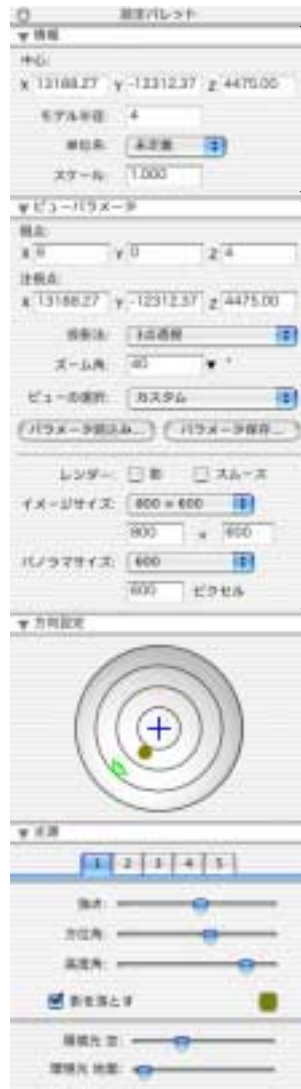 設定パレット
▼ 情報
中心:
X 13188.27 Y -12312.37 Z 4475.00
モデル半径: 4
単位系: 未定義
スケール: 1.000
▼ ビューパラメータ
視点:
X 6 Y 0 Z 4
注視点:
X 13188.27 Y -12312.37 Z 4475.00
投影法: 3点透視
ズーム角: 40 ▼ °
ビューの選択: カスタム
パラメータ読込み... パラメータ保存...
レンダー: 影 スムーズ
イメージサイズ: 800 × 600
800 × 600
パノラマサイズ: 600
600 ピクセル
▼ 方向設定
▼ 光源
1 2 3 4 5
強さ:
方位角:
高度角:
影を落とす
環境光 空:
環境光 地面: